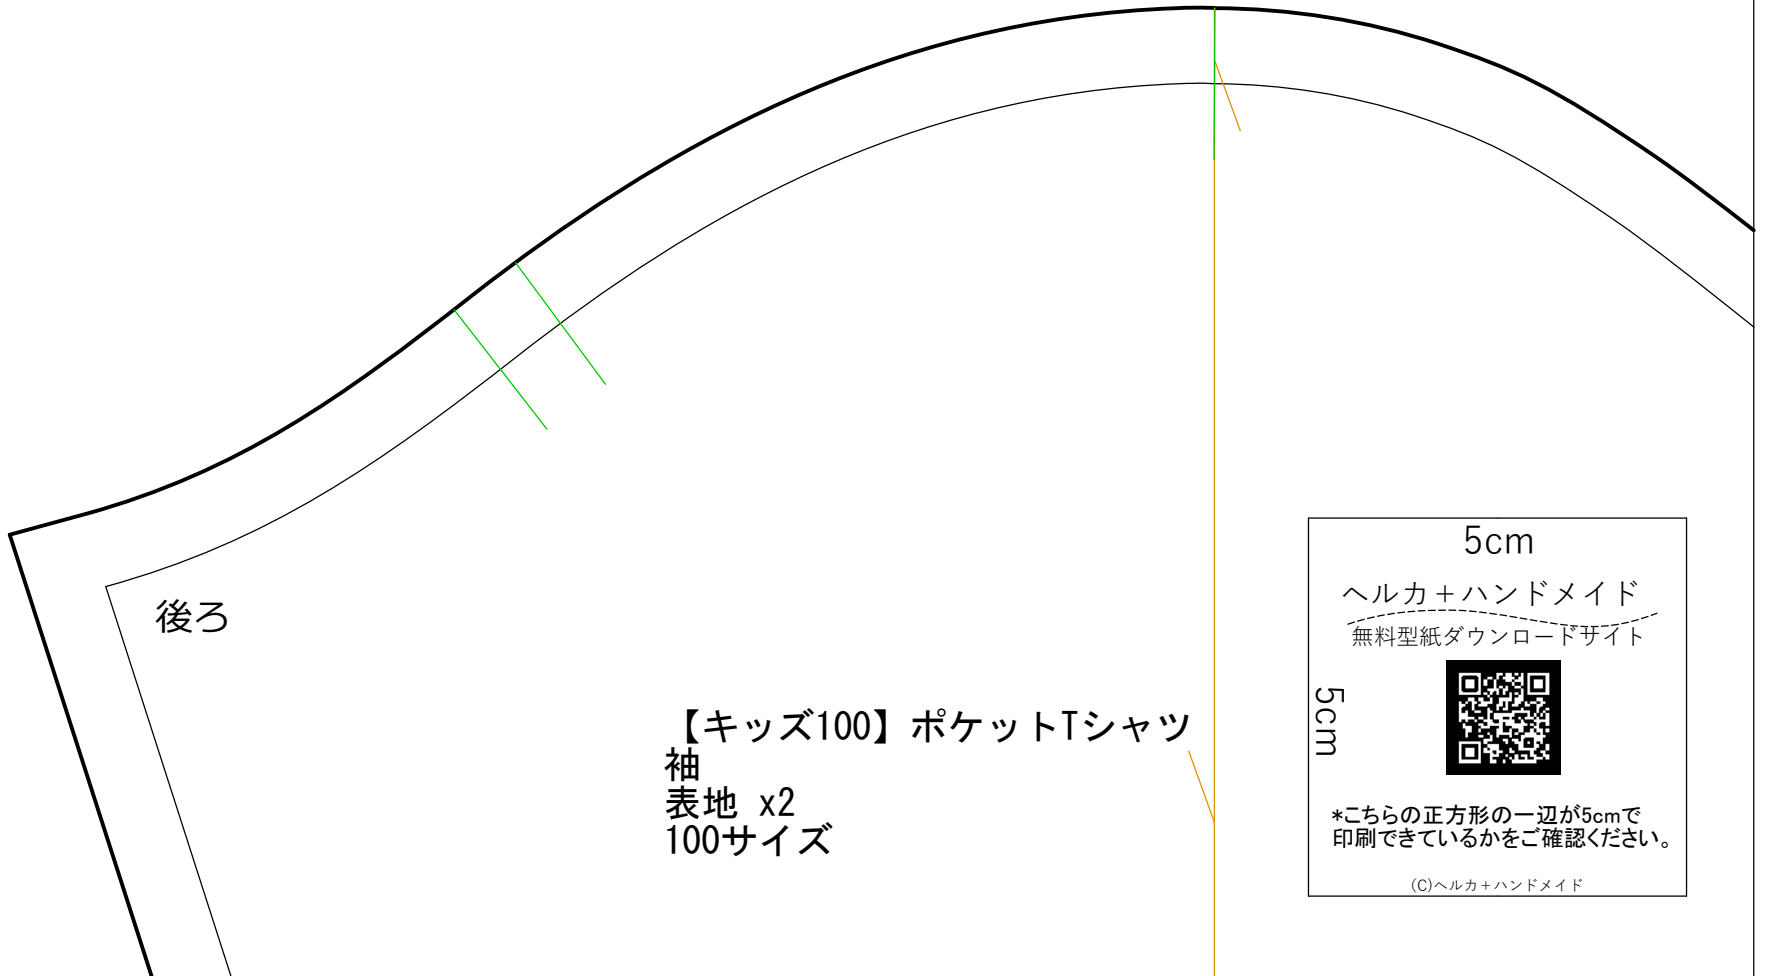 後ろ
【キッズ100】ポケットTシャツ
袖
表地 x2
100サイズ
5cm
ヘルカ+ハンドメイド
無料型紙ダウンロードサイト
5cm
*こちらの正方形の一辺が5cmで
印刷できているかをご確認ください。
(C)ヘルカ+ハンドメイド